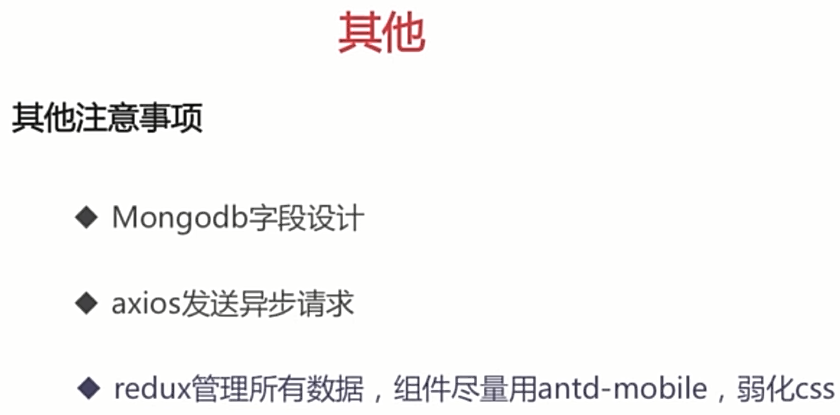 其他
其他注意事项
◆ Mongodb字段设计
◆ axios发送异步请求
◆ redux管理所有数据，组件尽量用antd-mobile，弱化css